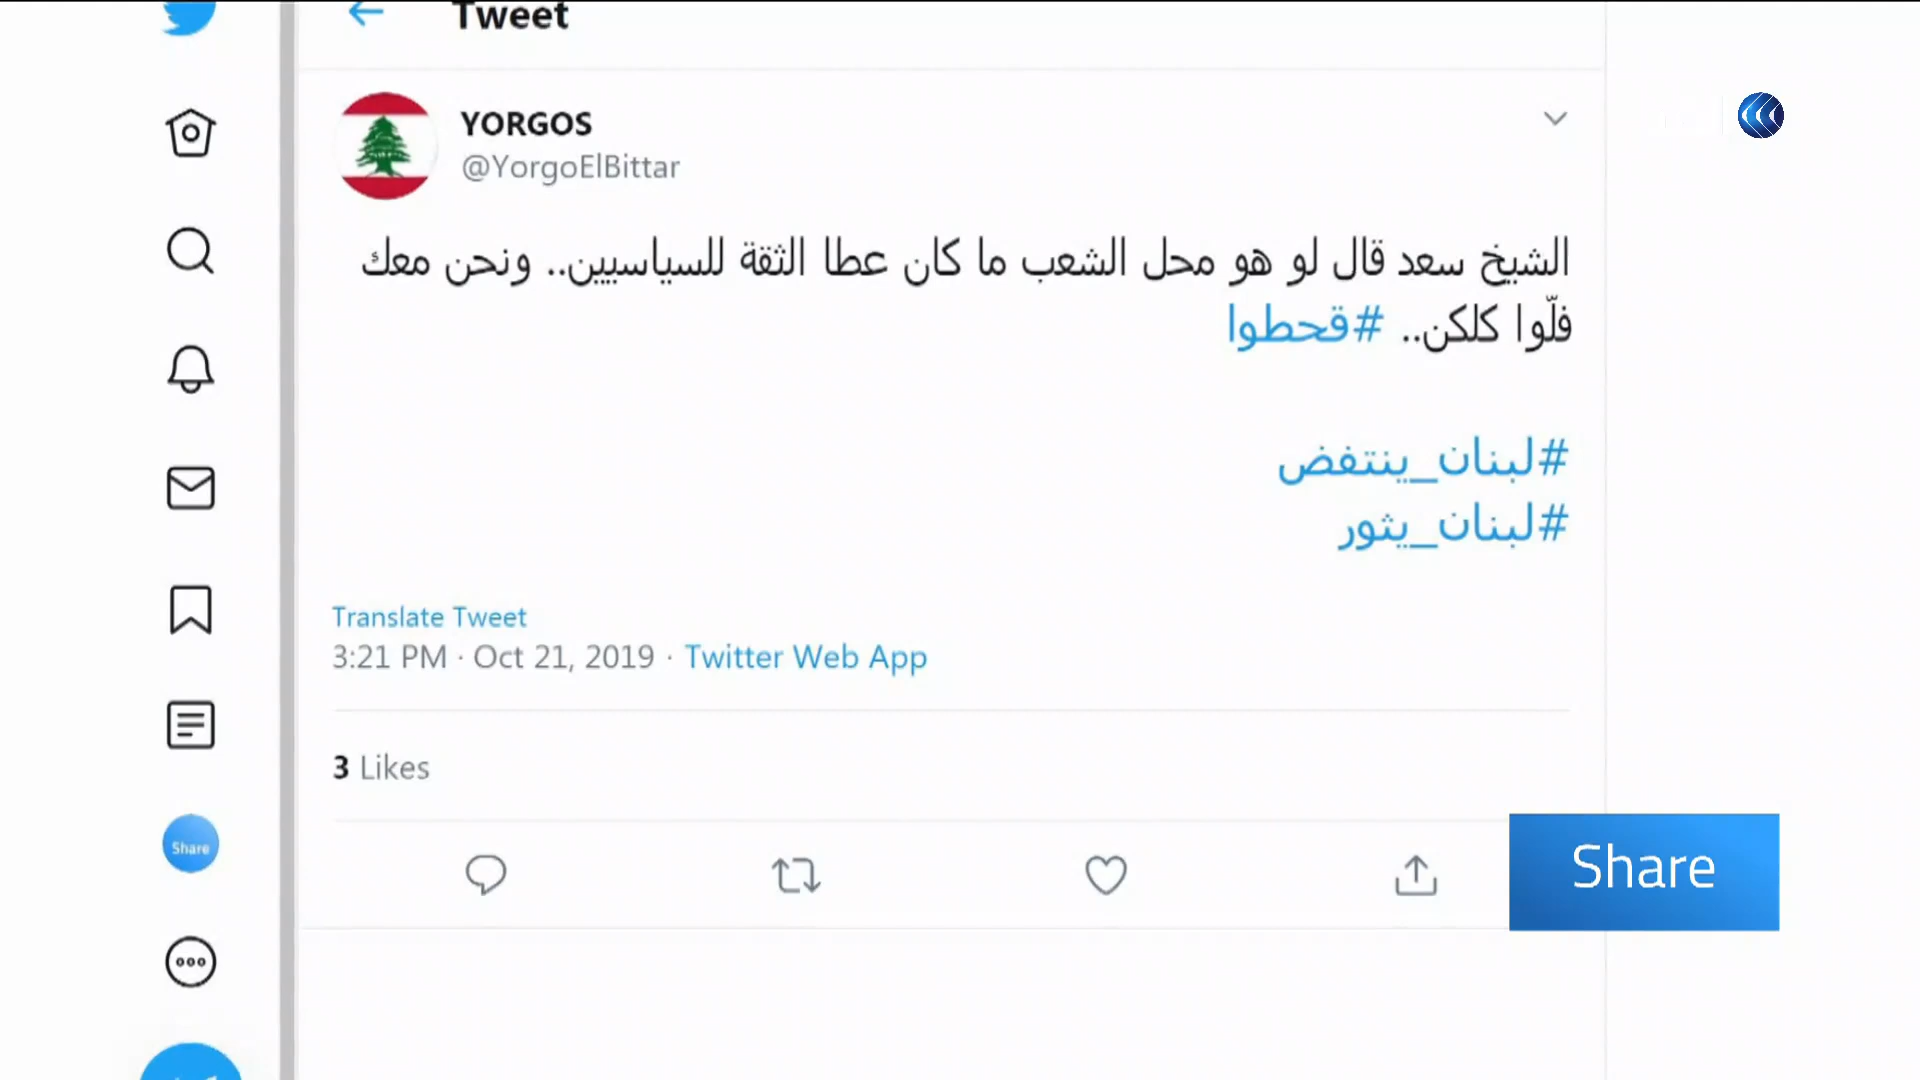 Tweet
YORGOS
@YorgoElBittar
الشيخ سعد قال لو هو محل الشعب ما كان عطا الثقة للسياسيين.. ونحن معك
فلّوا كلكن.. #قحطوا
#لبنان_ينتفض
#لبنان_يثور
Translate Tweet
3:21 PM · Oct 21, 2019 · Twitter Web App
3 Likes
Share
Share